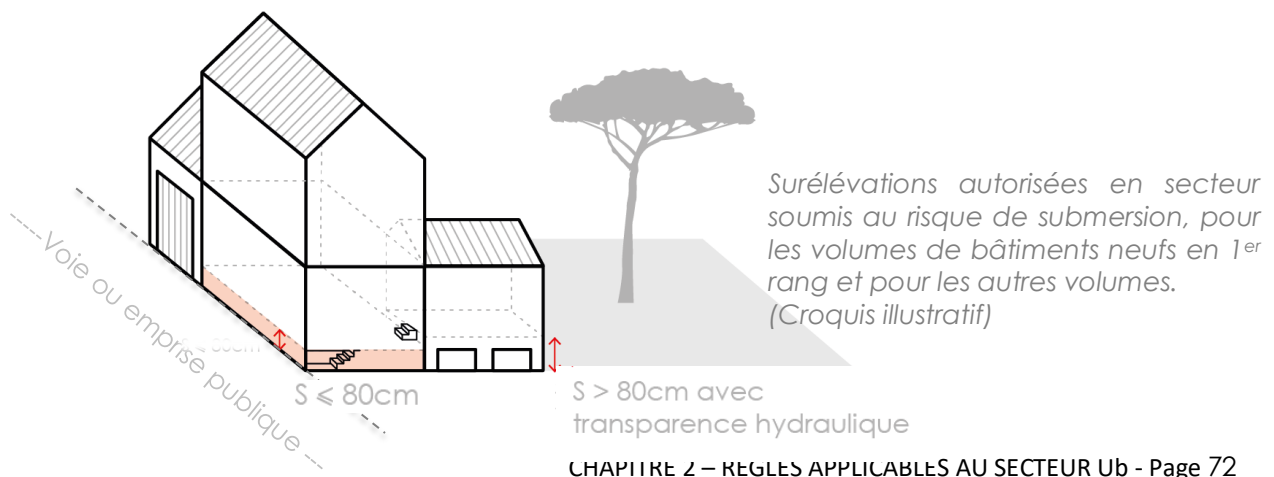 Surélévations autorisées en secteur
soumis au risque de submersion, pour
les volumes de bâtiments neufs en 1er
rang et pour les autres volumes.
(Croquis illustratif)
---- Voie ou emprise publique ---
S ⩽ 80cm
S > 80cm avec
transparence hydraulique
CHAPITRE 2 – REGLES APPLICABLES AU SECTEUR Ub - Page 72